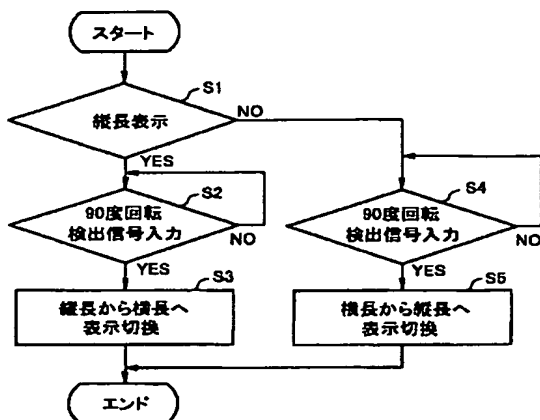 スタート
S1
縦長表示
NO
YES
S2
90度回転
検出信号入力
NO
YES
S4
90度回転
検出信号入力
NO
YES
S3
縦長から横長へ
表示切換
S5
横長から縦長へ
表示切換
エンド